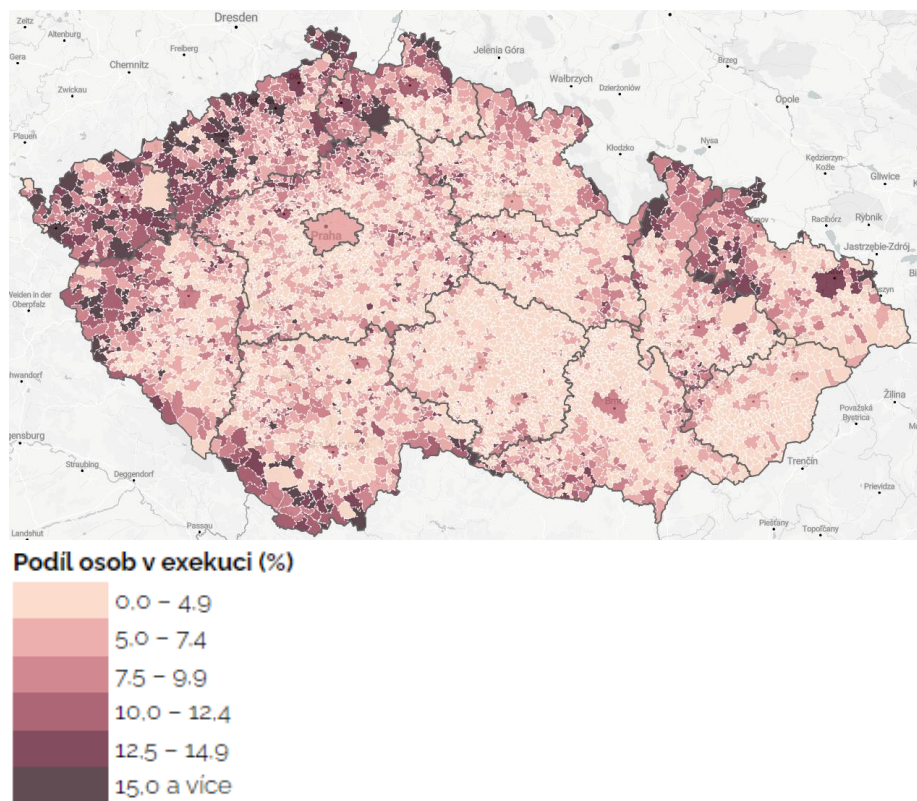 Dresden
Zeitz
Altenburg
Gera
Freiberg
Chemnitz
Jelenia Góra
Brzeg
Zwickau
Wałbrzych
Dzierżoniów
Opole
Plauen
Nysa
Kłodzko
Kędzierzyn-
Koźle
Gliwice
Racibórz
Rybnik
Praha
Jastrzębie-Zdrój
Weiden in der
Oberpfalz
Schwandorf
Žilina
Považská
Bystrica
Straubing
Deggendorf
Trenčín
Prievidza
Passau
Landshut
Piešťany
Topoľčany
Podíl osob v exekuci (%)
0,0 – 4,9
5,0 – 7,4
7,5 – 9,9
10,0 – 12,4
12,5 – 14,9
15,0 a více